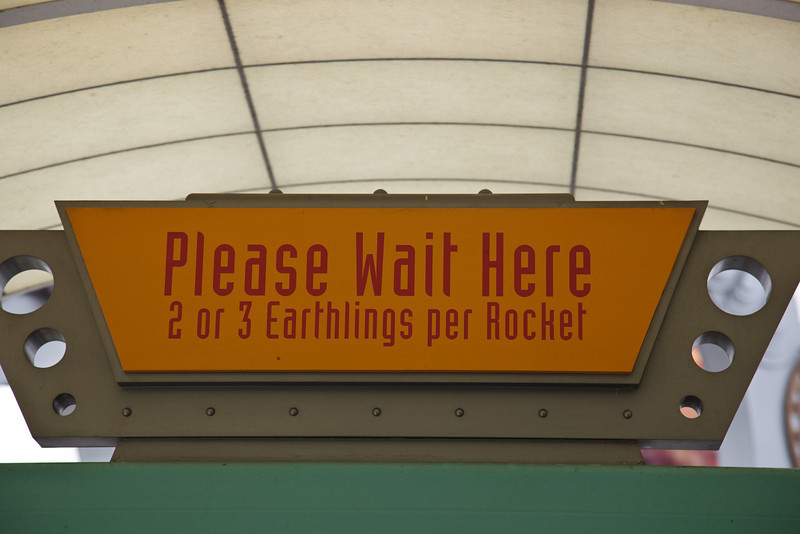 Please Wait Here
2 or 3 Earthlings per Rocket